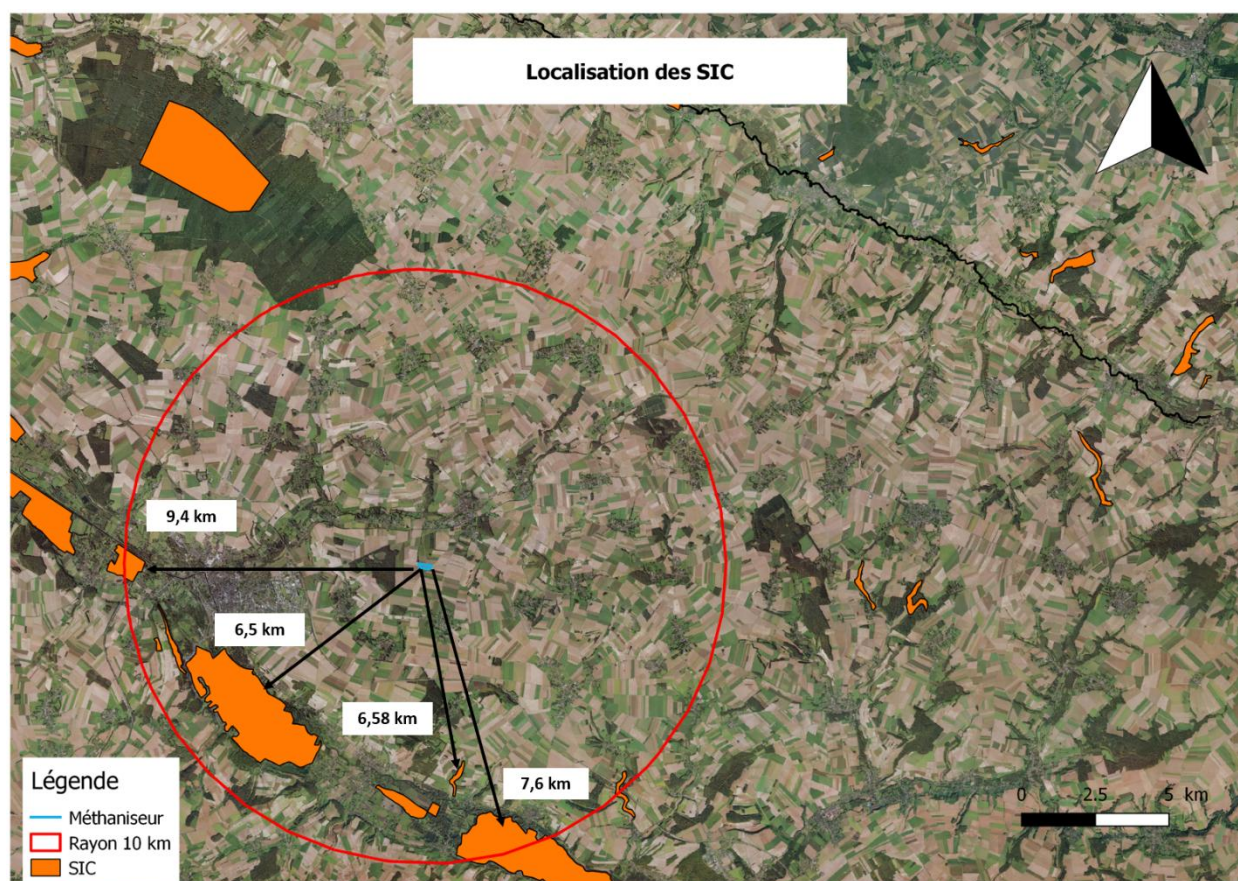 Localisation des SIC
9,4 km
6,5 km
6,58 km
7,6 km
Légende
Méthaniseur
Rayon 10 km
SIC
0 2.5 5 km